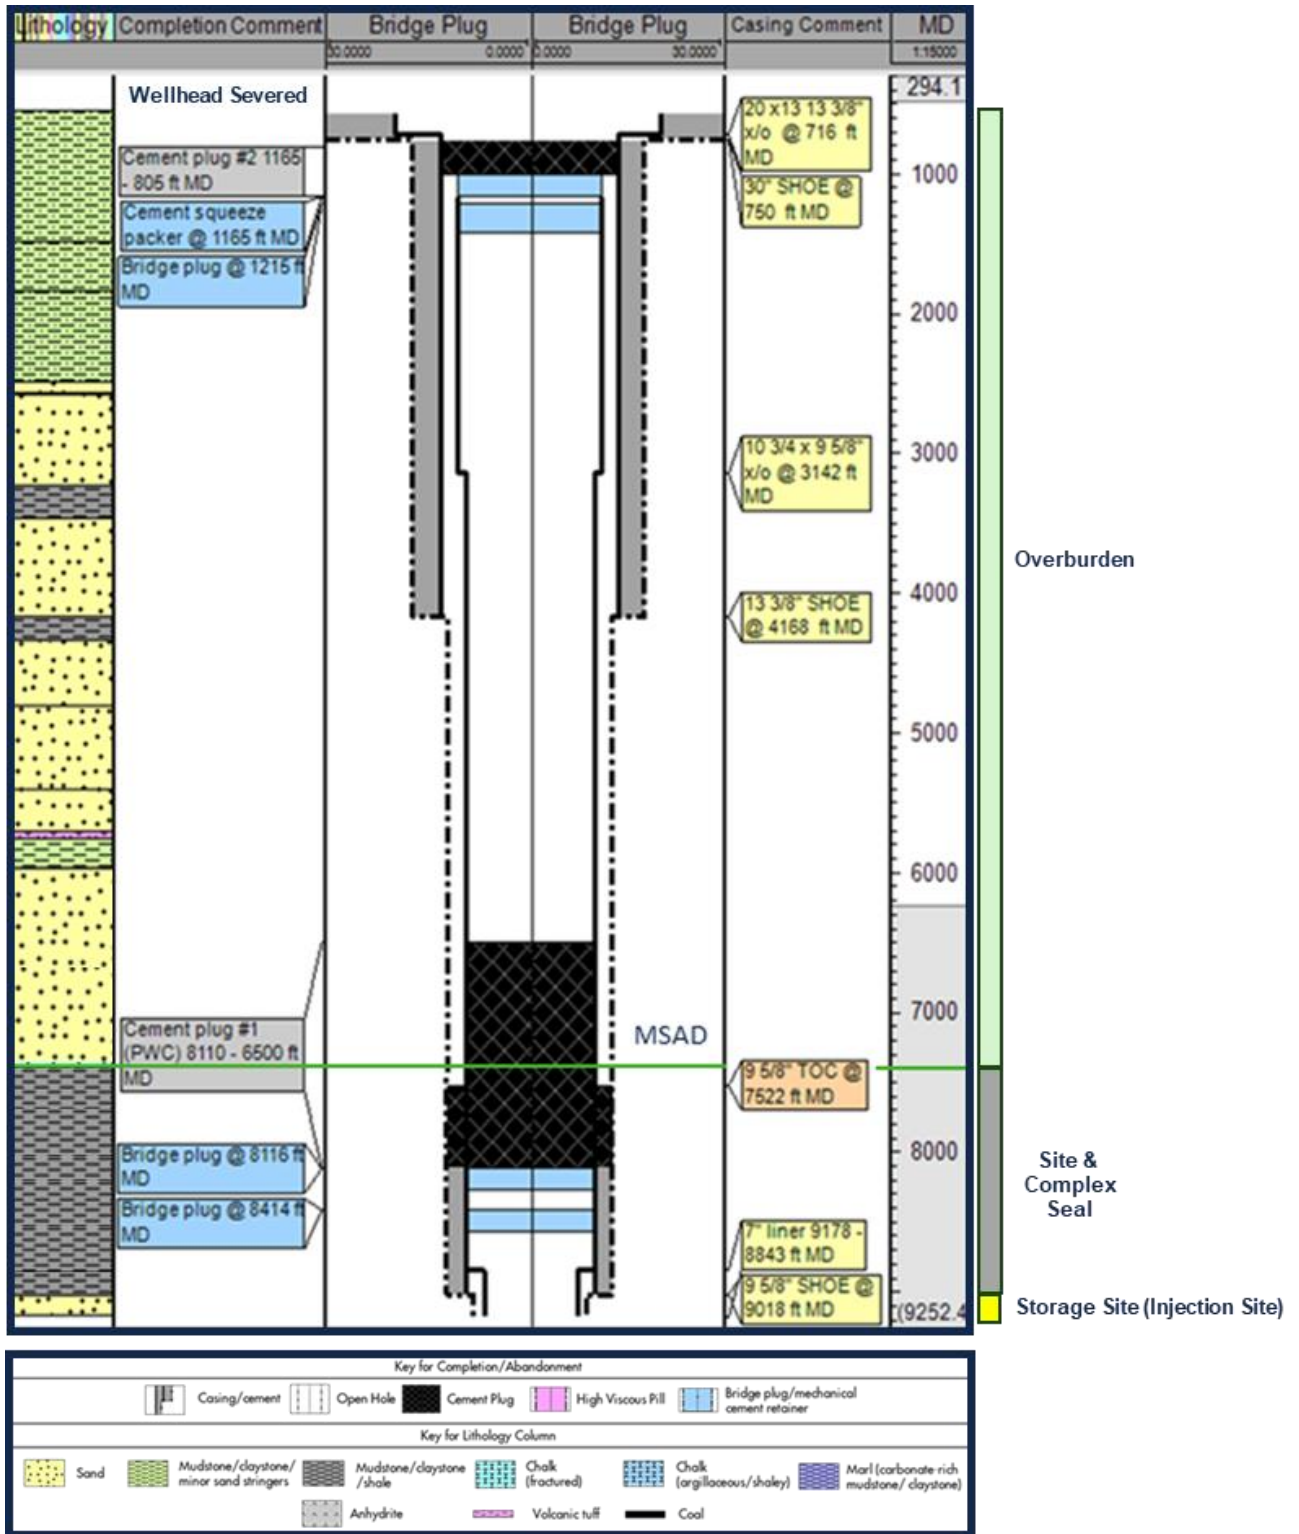 Lithology Completion Comment Bridge Plug Bridge Plug Casing Comment MD
30.0000 0.0000 0.0000 30.0000 1:15000
294.1
Wellhead Severed
20 x13 13 3/8"
x/o @ 716 ft
MD
Cement plug #2 1165
- 805 ft MD
1000
30" SHOE @
750 ft MD
Cement squeeze
packer @ 1165 ft MD
Bridge plug @ 1215 ft
MD
2000
10 3/4 x 9 5/8"
x/o @ 3142 ft
MD
3000
Overburden
4000
13 3/8" SHOE
@ 4168 ft MD
5000
6000
7000
Cement plug #1
(PWC) 8110 - 6500 ft
MD
MSAD
9 5/8" TOC @
7522 ft MD
Bridge plug @ 8116 ft
MD
8000
Site &
Complex
Seal
Bridge plug @ 8414 ft
MD
7" liner 9178 -
8843 ft MD
9 5/8" SHOE @
9018 ft MD
(9252.4
Storage Site (Injection Site)
Key for Completion/Abandonment
Casing/cement Open Hole Cement Plug High Viscous Pill Bridge plug/mechanical
cement retainer
Key for Lithology Column
Sand
Mudstone/claystone/
minor sand stringers
Mudstone/claystone
/shale
Chalk
(fractured)
Chalk
(argillaceous/shaley)
Marl (carbonate-rich
mudstone/ claystone)
Anhydrite Volcanic tuff Coal